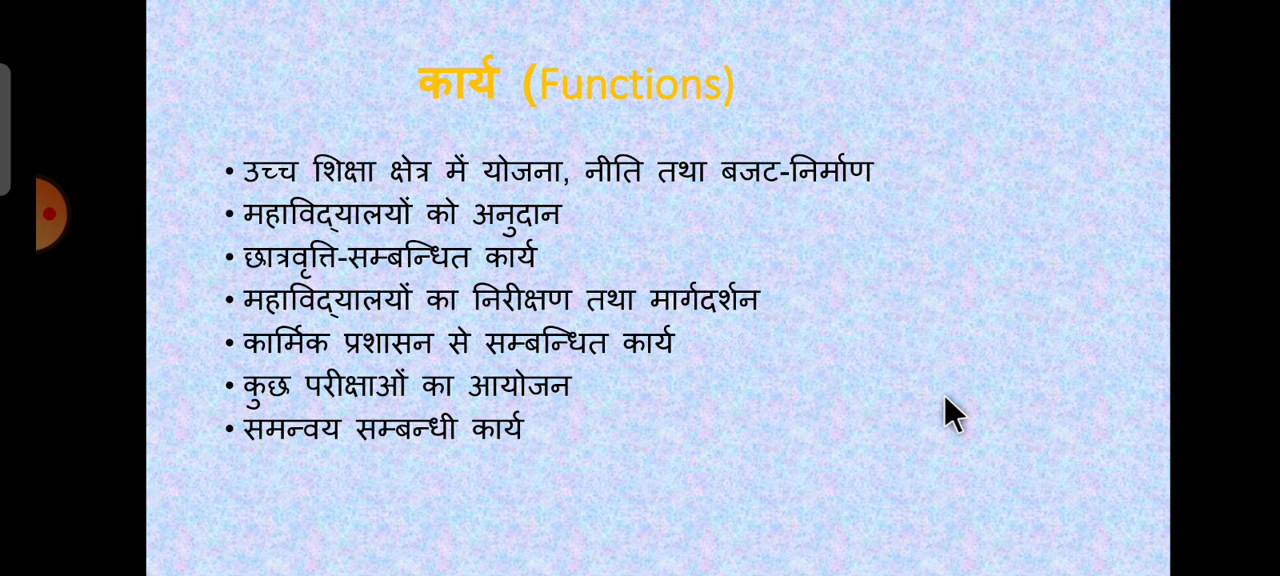 कार्य (Functions)
• उच्च शिक्षा क्षेत्र में योजना, नीति तथा बजट-निर्माण
• महाविद्यालयों को अनुदान
• छात्रवृत्ति-सम्बन्धित कार्य
• महाविद्यालयों का निरीक्षण तथा मार्गदर्शन
• कार्मिक प्रशासन से सम्बन्धित कार्य
• कुछ परीक्षाओं का आयोजन
• समन्वय सम्बन्धी कार्य